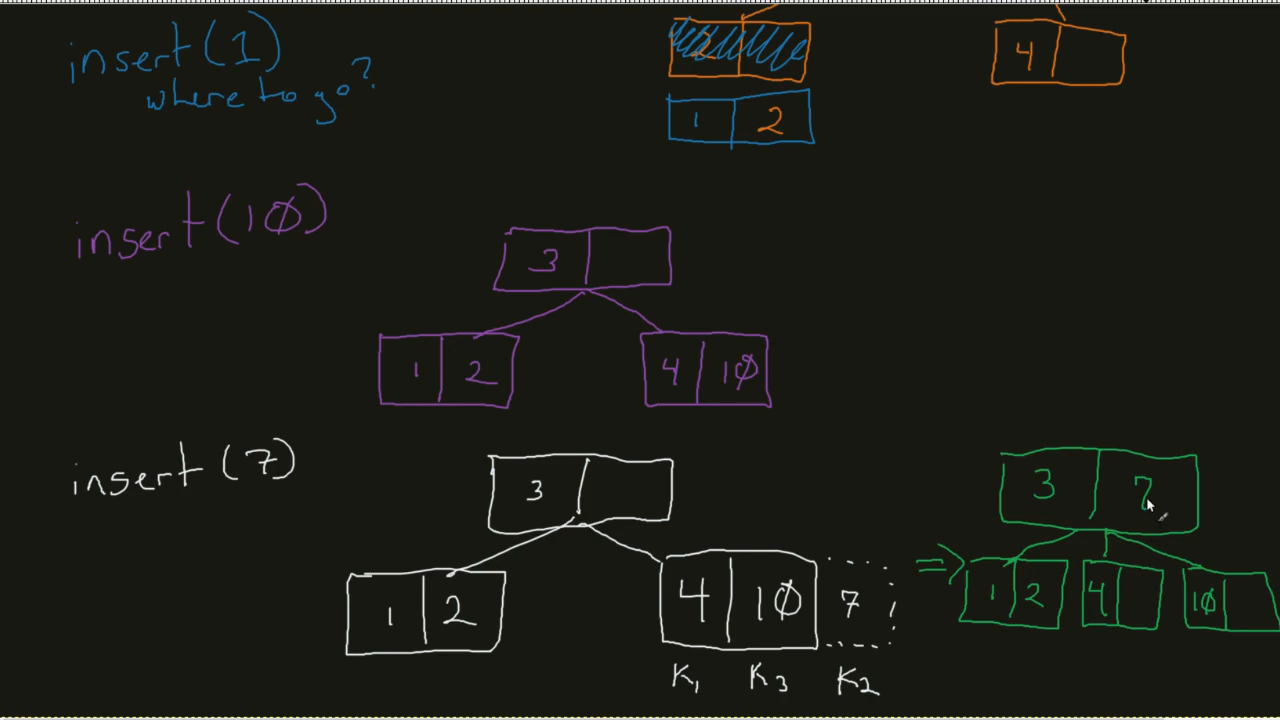 insert(1)
where to go?
4
1 2
insert(10)
3
1 2
4 10
insert(7)
3
1 2
4 10 7
K1 K3 K2
=>
3 7
1 2
4
10